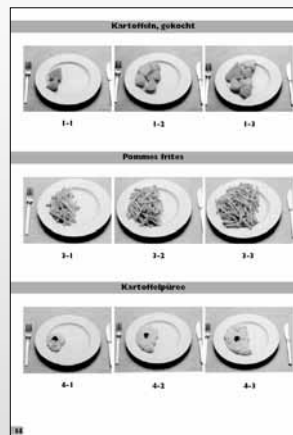 Kartoffeln, gekocht
1-1 1-2 1-3
Pommes frites
3-1 3-2 3-3
Kartoffelpüree
4-1 4-2 4-3